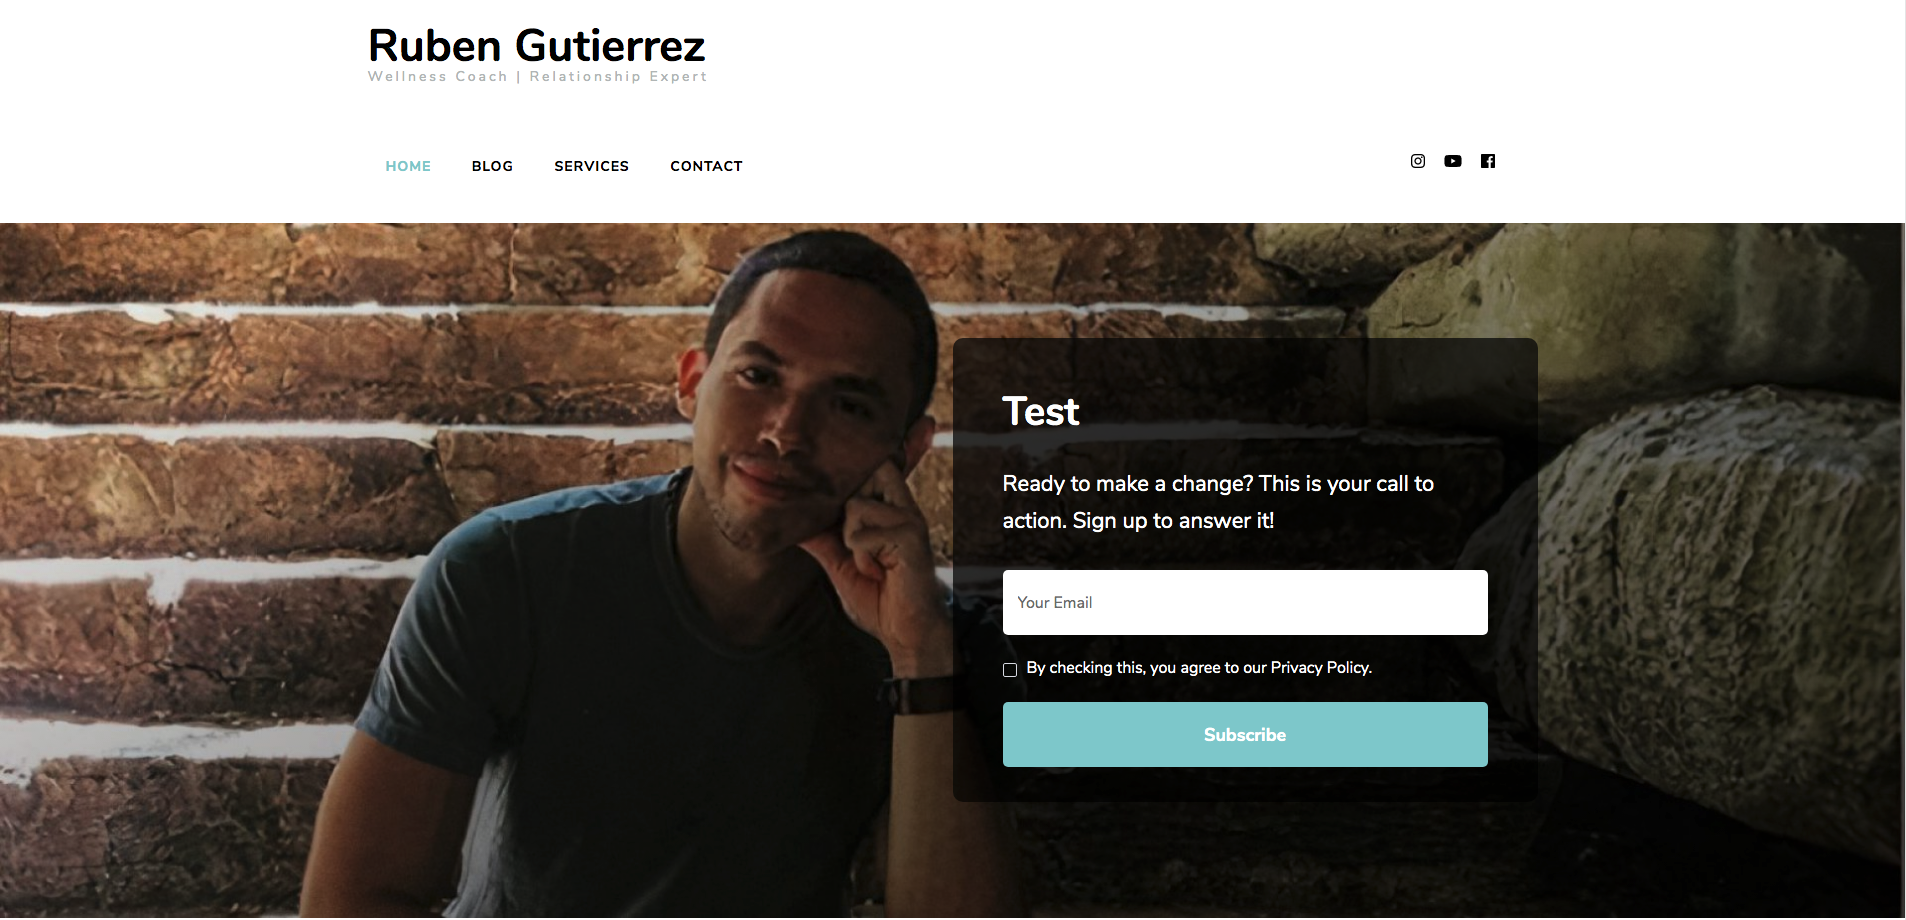 Ruben Gutierrez
Wellness Coach | Relationship Expert
HOME BLOG SERVICES CONTACT
Test
Ready to make a change? This is your call to
action. Sign up to answer it!
Your Email
By checking this, you agree to our Privacy Policy.
Subscribe